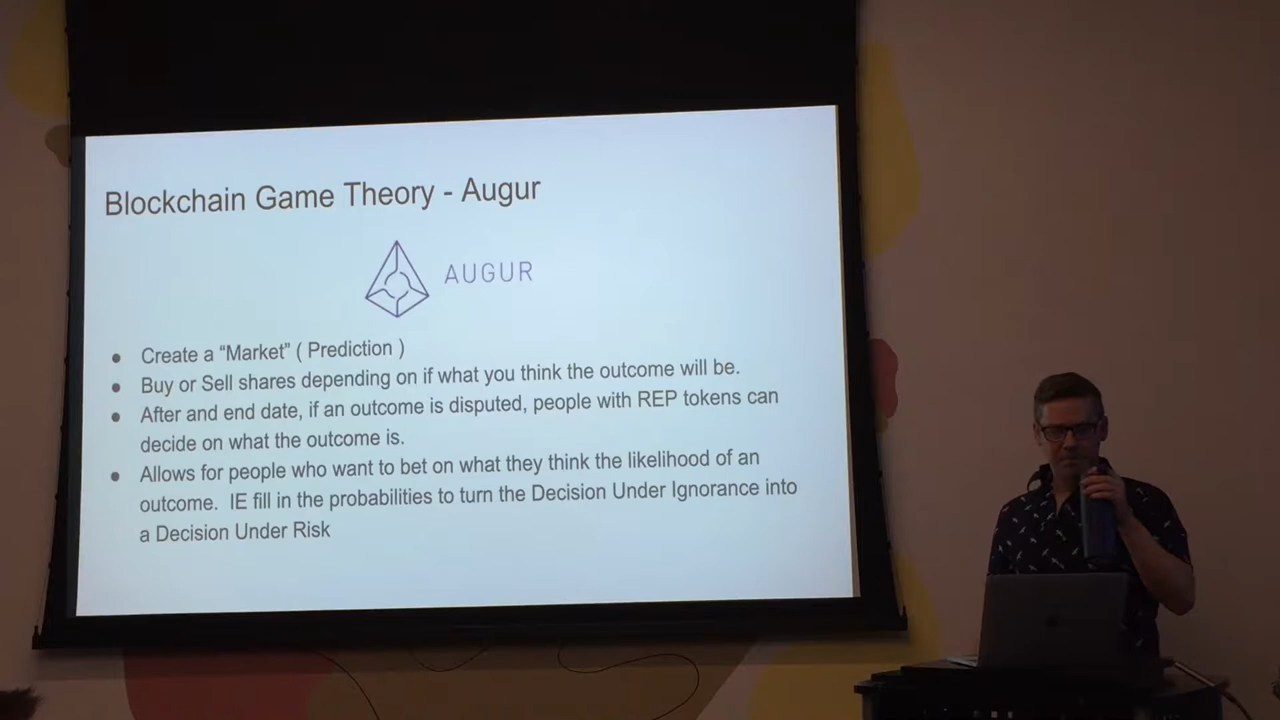 Blockchain Game Theory - Augur
AUGUR
● Create a “Market” ( Prediction )
● Buy or Sell shares depending on if what you think the outcome will be.
● After and end date, if an outcome is disputed, people with REP tokens can
decide on what the outcome is.
● Allows for people who want to bet on what they think the likelihood of an
outcome. IE fill in the probabilities to turn the Decision Under Ignorance into
a Decision Under Risk